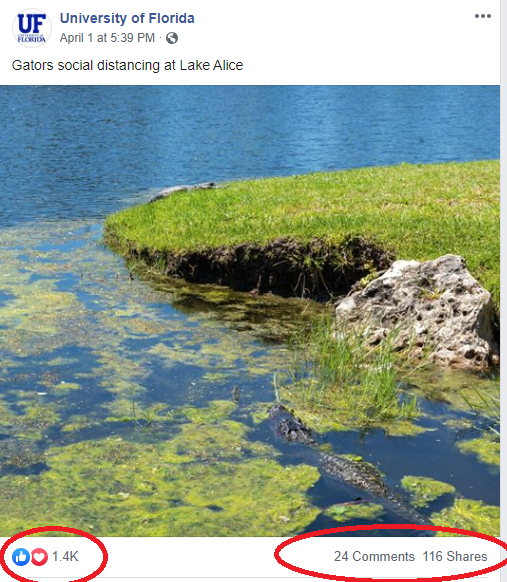 UF
UNIVERSITY of
FLORIDA
University of Florida
April 1 at 5:39 PM ·
Gators social distancing at Lake Alice
1.4K
24 Comments 116 Shares